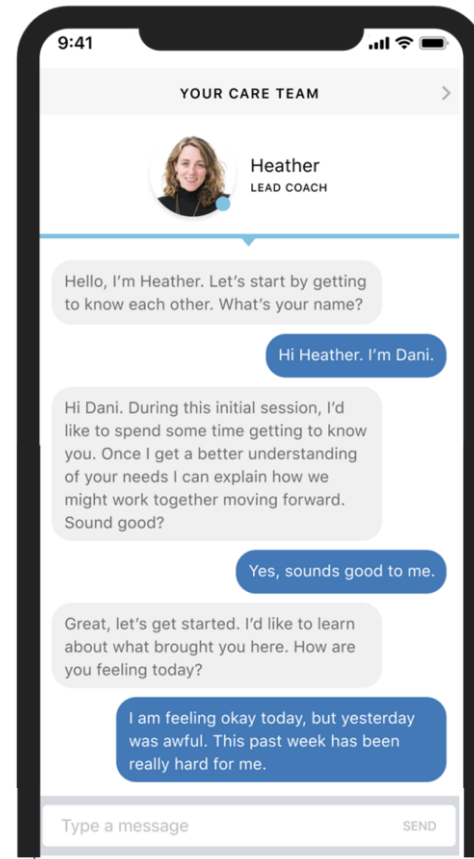 9:41
YOUR CARE TEAM
Heather
LEAD COACH
Hello, I’m Heather. Let’s start by getting
to know each other. What’s your name?
Hi Heather. I’m Dani.
Hi Dani. During this initial session, I’d
like to spend some time getting to know
you. Once I get a better understanding
of your needs I can explain how we
might work together moving forward.
Sound good?
Yes, sounds good to me.
Great, let’s get started. I’d like to learn
about what brought you here. How are
you feeling today?
I am feeling okay today, but yesterday
was awful. This past week has been
really hard for me.
Type a message
SEND